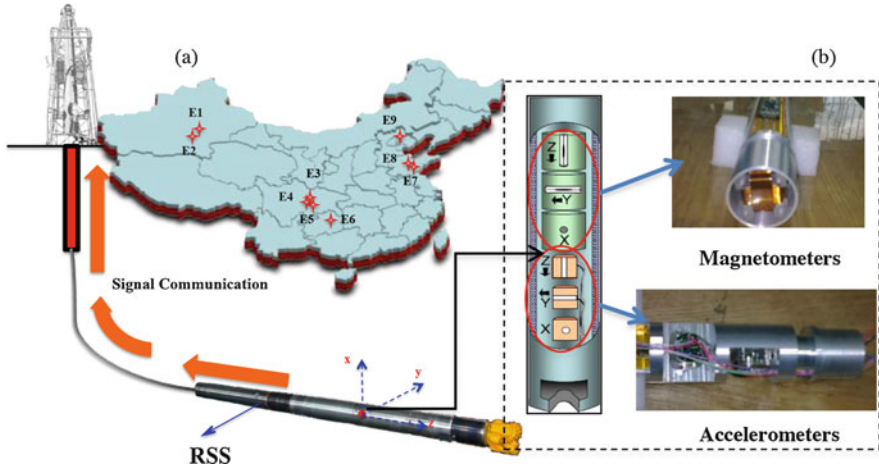 (a)
(b)
E1
E2
E9
E3
E8
E4
E7
E5
E6
Signal Communication
x
y
z
RSS
Z
Y
X
Z
Y
X
Magnetometers
Accelerometers